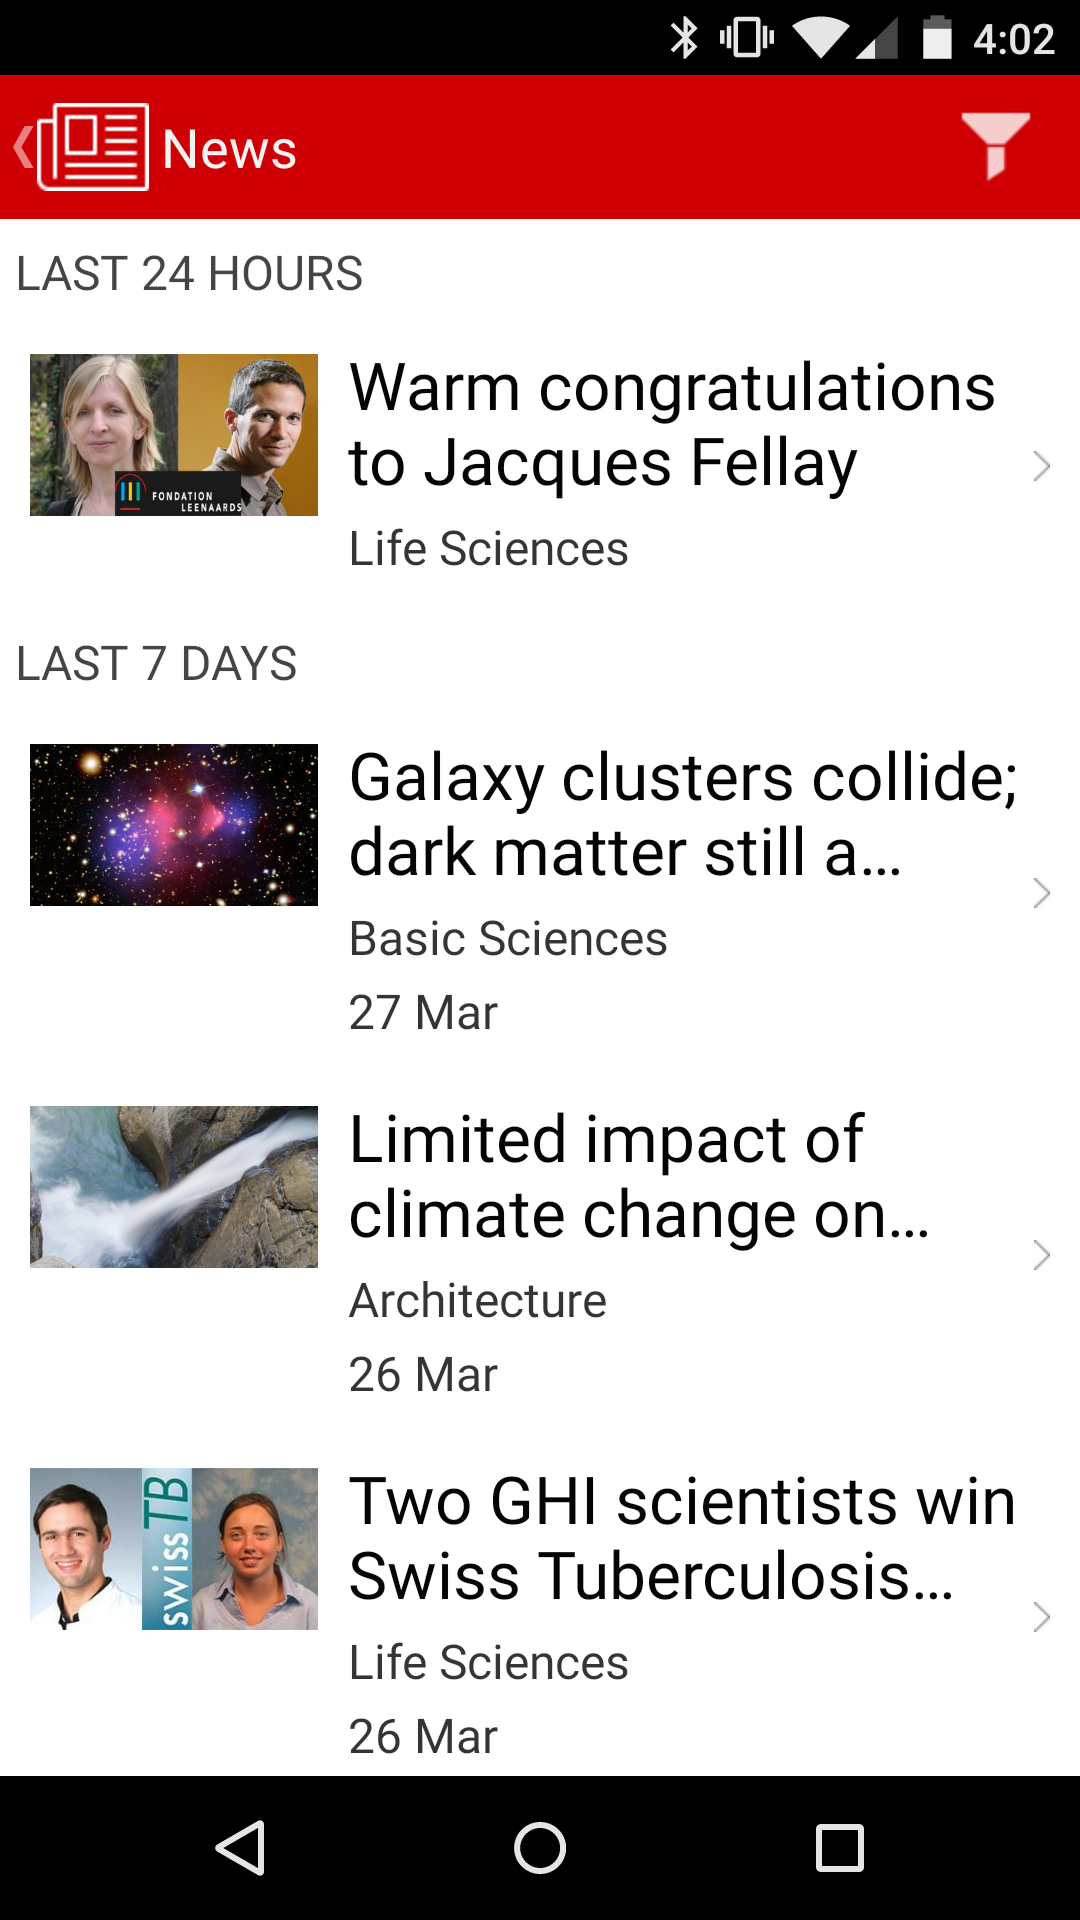 4:02
News
LAST 24 HOURS
Warm congratulations
to Jacques Fellay
FONDATION
LEENAARDS
Life Sciences
LAST 7 DAYS
Galaxy clusters collide;
dark matter still a...
Basic Sciences
27 Mar
Limited impact of
climate change on...
Architecture
26 Mar
swiss TB
Two GHI scientists win
Swiss Tuberculosis...
Life Sciences
26 Mar